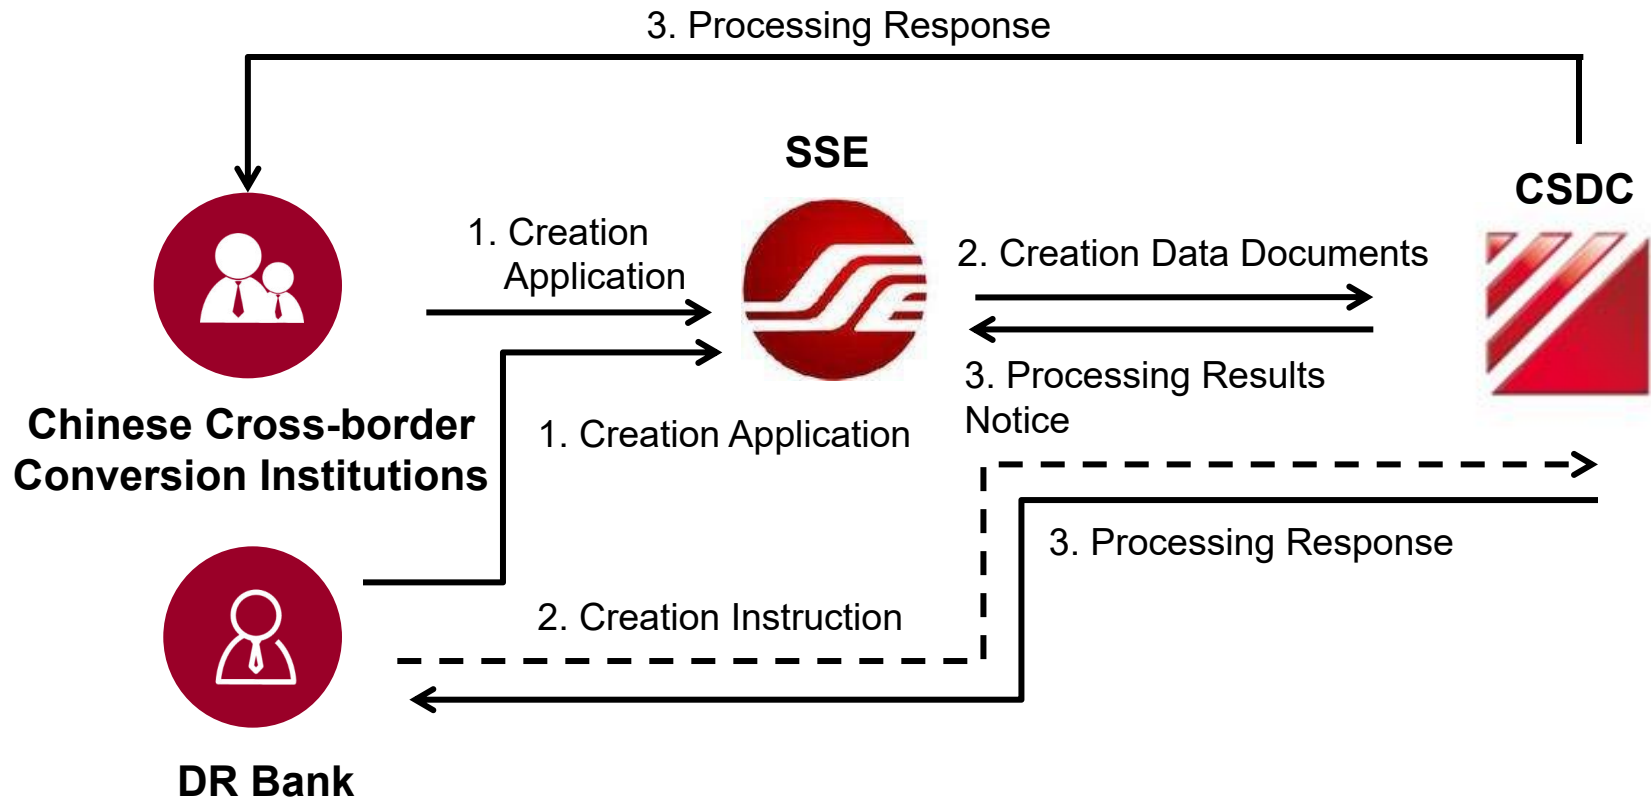 3. Processing Response
SSE
CSDC
1. Creation
Application
2. Creation Data Documents
3. Processing Results
Notice
Chinese Cross-border
Conversion Institutions
1. Creation Application
3. Processing Response
2. Creation Instruction
DR Bank